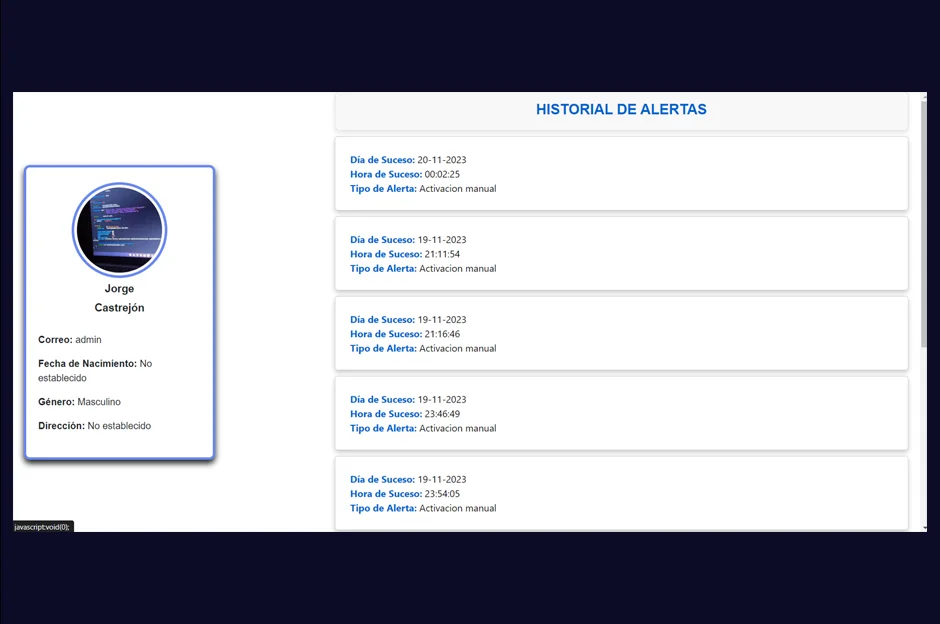 HISTORIAL DE ALERTAS
Jorge
Castrejón
Correo: admin
Fecha de Nacimiento: No
establecido
Género: Masculino
Dirección: No establecido
Día de Suceso: 20-11-2023
Hora de Suceso: 00:02:25
Tipo de Alerta: Activacion manual
Día de Suceso: 19-11-2023
Hora de Suceso: 21:11:54
Tipo de Alerta: Activacion manual
Día de Suceso: 19-11-2023
Hora de Suceso: 21:16:46
Tipo de Alerta: Activacion manual
Día de Suceso: 19-11-2023
Hora de Suceso: 23:46:49
Tipo de Alerta: Activacion manual
Día de Suceso: 19-11-2023
Hora de Suceso: 23:54:05
Tipo de Alerta: Activacion manual
javascript:void(0);